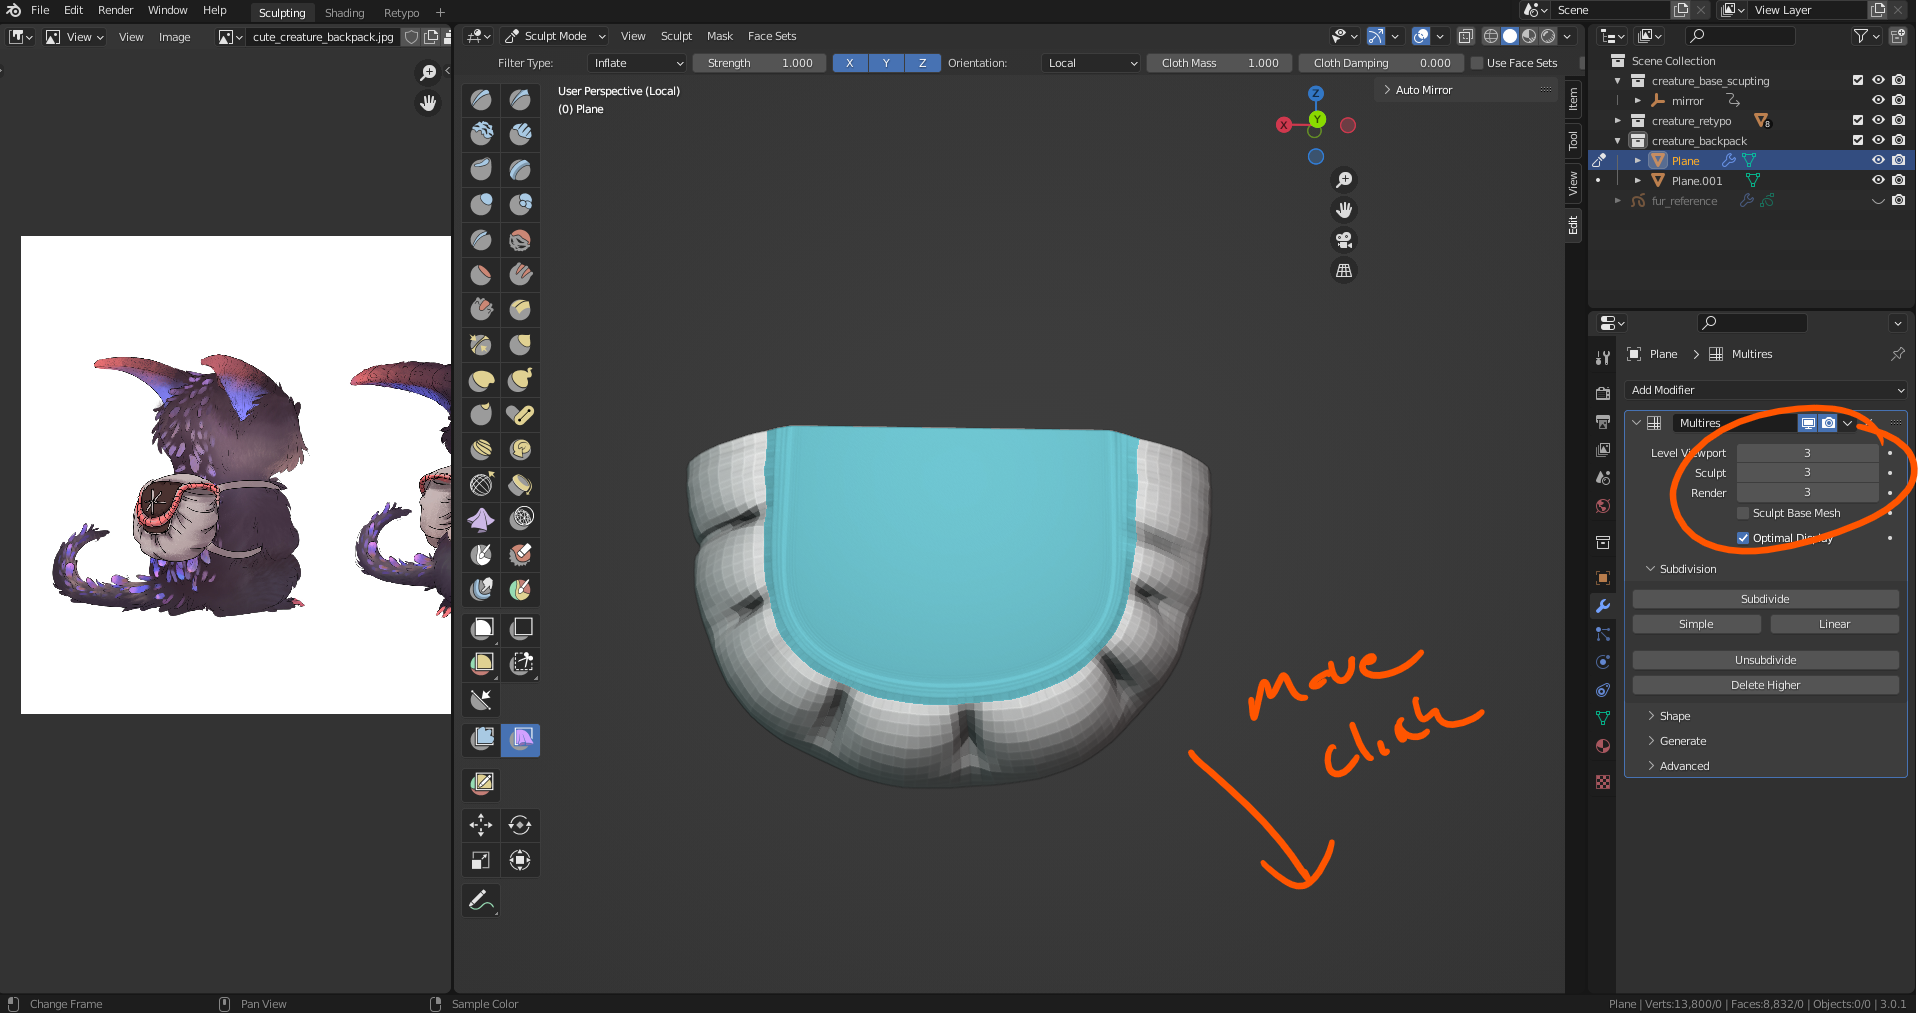 File Edit Render Window Help Sculpting Shading Retypo +
Scene View Layer
View View Image cute_creature_backpack.jpg
Sculpt Mode View Sculpt Mask Face Sets
Filter Type: Inflate Strength 1.000 X Y Z Orientation: Local Cloth Mass 1.000 Cloth Damping 0.000 Use Face Sets
User Perspective (Local)
(0) Plane
Z
X
Y
Auto Mirror
Item
Tool
View
Edit
Scene Collection
creature_base_scupting
mirror
creature_retypo 8
creature_backpack
Plane
Plane.001
fur_reference
Plane > Multires
Add Modifier
Multires
Level Viewport 3
Sculpt 3
Render 3
Sculpt Base Mesh
Optimal Display
Subdivision
Subdivide
Simple Linear
Unsubdivide
Delete Higher
Shape
Generate
Advanced
move
click
Change Frame Pan View Sample Color
Plane | Verts:13,800/0 | Faces:8,832/0 | Objects:0/0 | 3.0.1